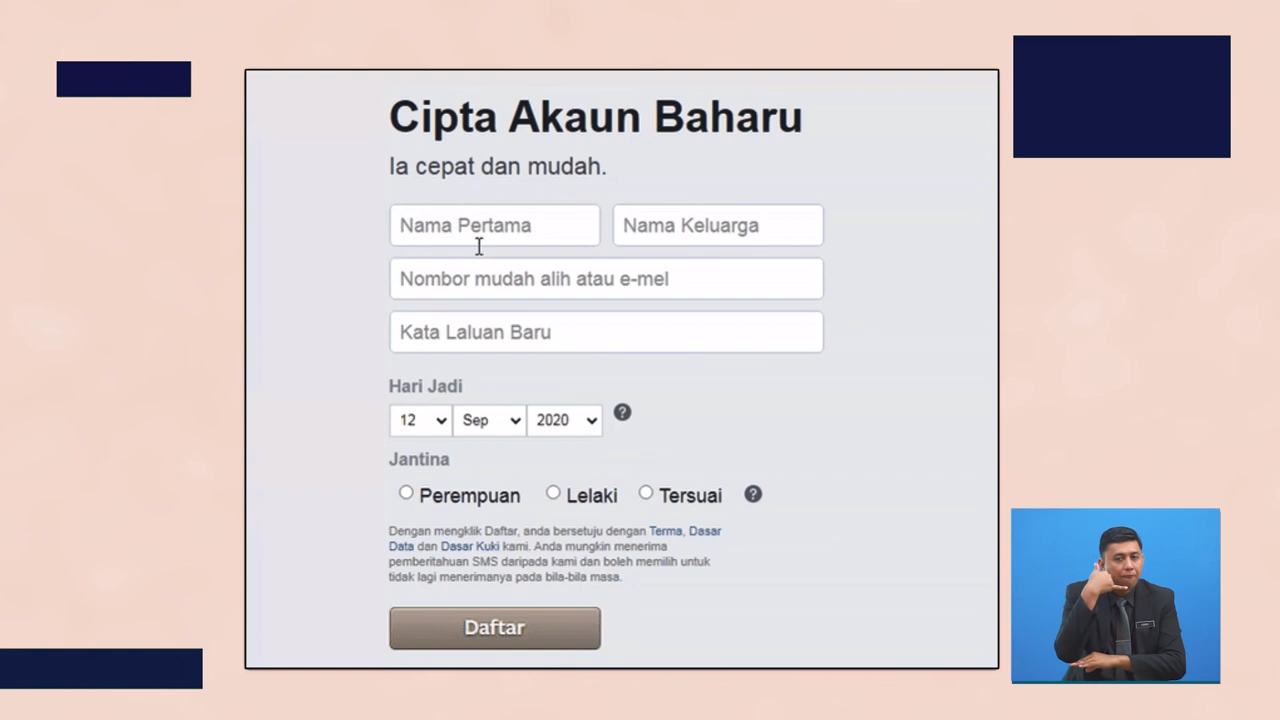 Cipta Akaun Baharu
Ia cepat dan mudah.
Nama Pertama Nama Keluarga
Nombor mudah alih atau e-mel
Kata Laluan Baru
Hari Jadi
12 Sep 2020 ?
Jantina
Perempuan Lelaki Tersuai ?
Dengan mengklik Daftar, anda bersetuju dengan Terma, Dasar
Data dan Dasar Kuki kami. Anda mungkin menerima
pemberitahuan SMS daripada kami dan boleh memilih untuk
tidak lagi menerimanya pada bila-bila masa.
Daftar